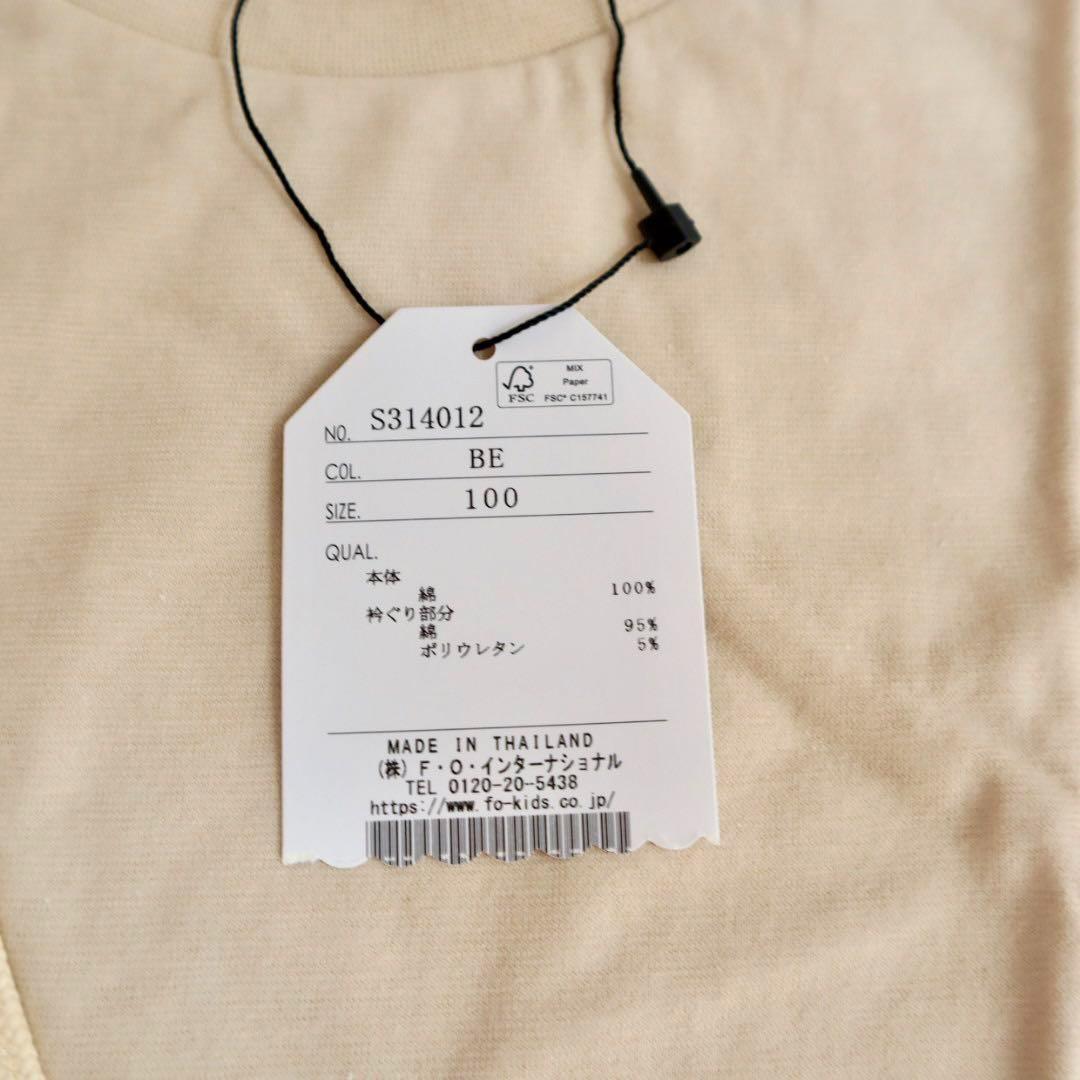 FSC
MIX
Paper
FSC® C157741
NO. S314012
COL. BE
SIZE. 100
QUAL.
本体
綿 100%
衿ぐり部分
綿 95%
ポリウレタン 5%
MADE IN THAILAND
(株) F・O・インターナショナル
TEL 0120-20-5438
https://www.fo-kids.co.jp/